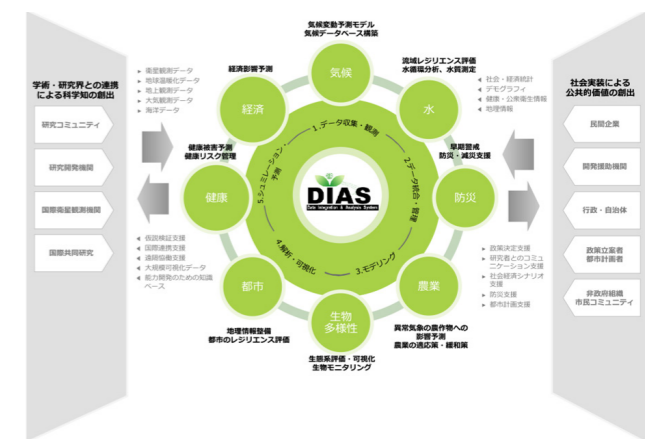 気候変動予測モデル
気候データベース構築
気候
学術・研究界との連携
による科学知の創出
研究コミュニティ
研究開発機関
国際衛星観測機関
国際共同研究
▶ 衛星観測データ
▶ 地球温暖化データ
▶ 地上観測データ
▶ 大気観測データ
▶ 海洋データ
経済影響予測
経済
健康被害予測
健康リスク管理
健康
◀ 仮説検証支援
◀ 国際連携支援
◀ 遠隔協働支援
◀ 大規模可視化データ
◀ 能力開発のための知識
ベース
都市
地理情報整備
都市のレジリエンス評価
1.データ収集・観測
2.データ統合・管理
3.モデリング
4.解析・可視化
5.シュミレーション・
予測
DIAS
Data Integration & Analysis System
生物
多様性
生態系評価・可視化
生物モニタリング
流域レジリエンス評価
水循環分析、水質測定
水
◀ 社会・経済統計
◀ デモグラフィ
◀ 健康・公衆衛生情報
◀ 地理情報
早期警戒
防災・減災支援
防災
▶ 政策決定支援
▶ 研究者とのコミュ
ニケーション支援
▶ 社会経済シナリオ
支援
▶ 防災支援
▶ 都市計画支援
農業
異常気象の農作物への
影響予測
農業の適応策・緩和策
社会実装による
公共的価値の創出
民間企業
開発援助機関
行政・自治体
政策立案者
都市計画者
非政府組織
市民コミュニティ